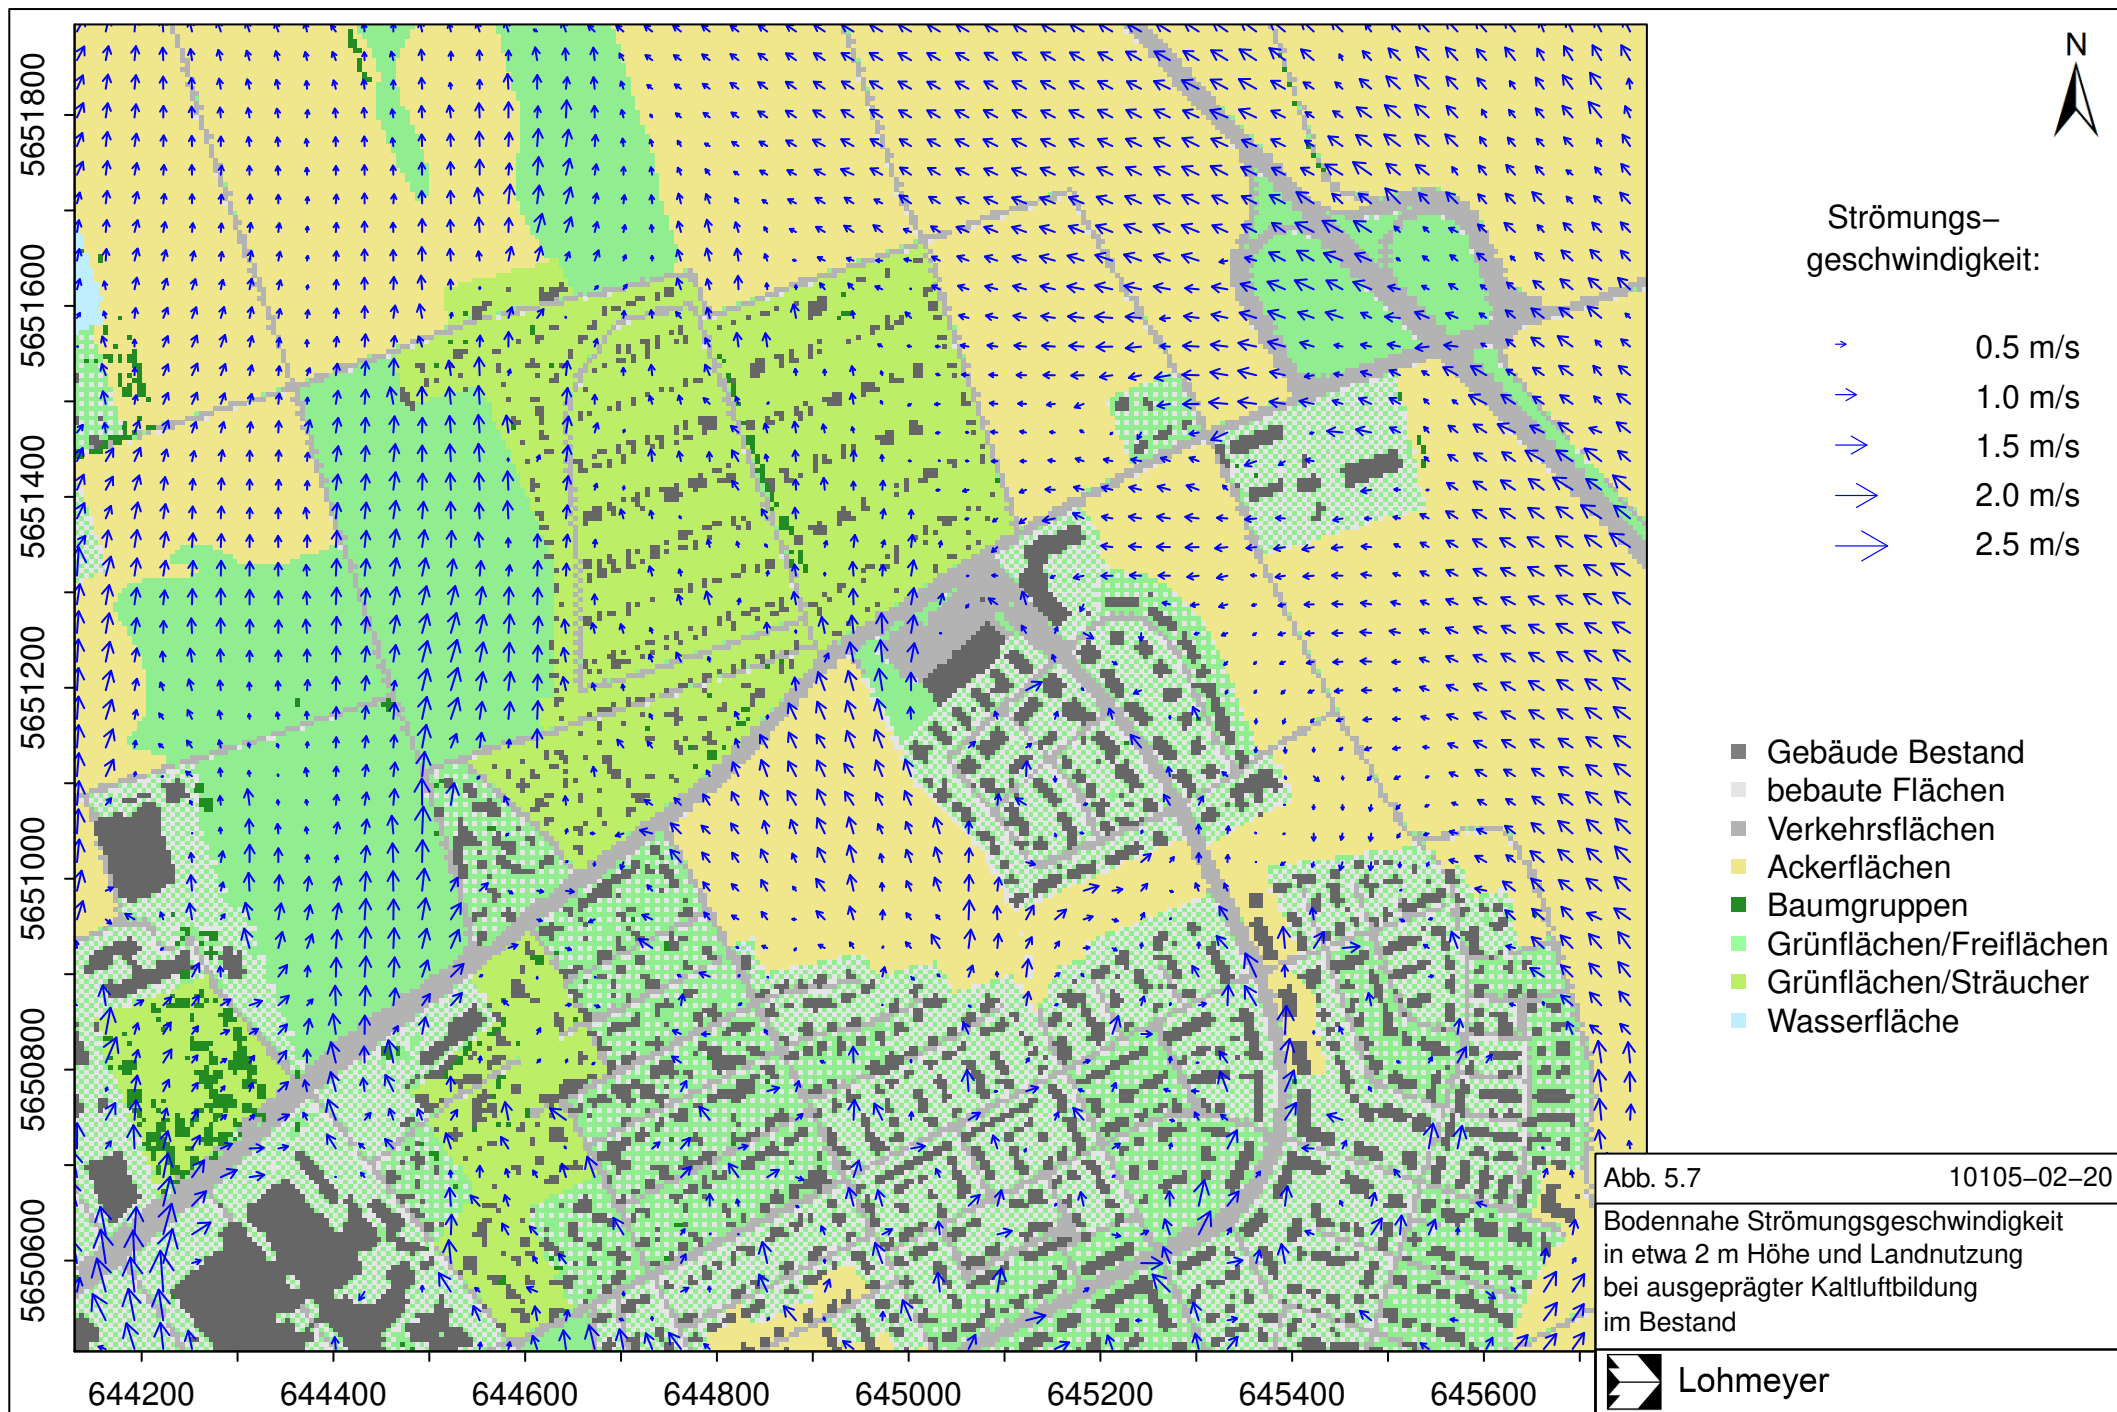 5651800
5651600
5651400
5651200
5651000
5650800
5650600
644200
644400
644600
644800
645000
645200
645400
645600
N
Strömungs–
geschwindigkeit:
0.5 m/s
1.0 m/s
1.5 m/s
2.0 m/s
2.5 m/s
Gebäude Bestand
bebaute Flächen
Verkehrsflächen
Ackerflächen
Baumgruppen
Grünflächen/Freiflächen
Grünflächen/Sträucher
Wasserfläche
Abb. 5.7 10105–02–20
Bodennahe Strömungsgeschwindigkeit
in etwa 2 m Höhe und Landnutzung
bei ausgeprägter Kaltluftbildung
im Bestand
Lohmeyer